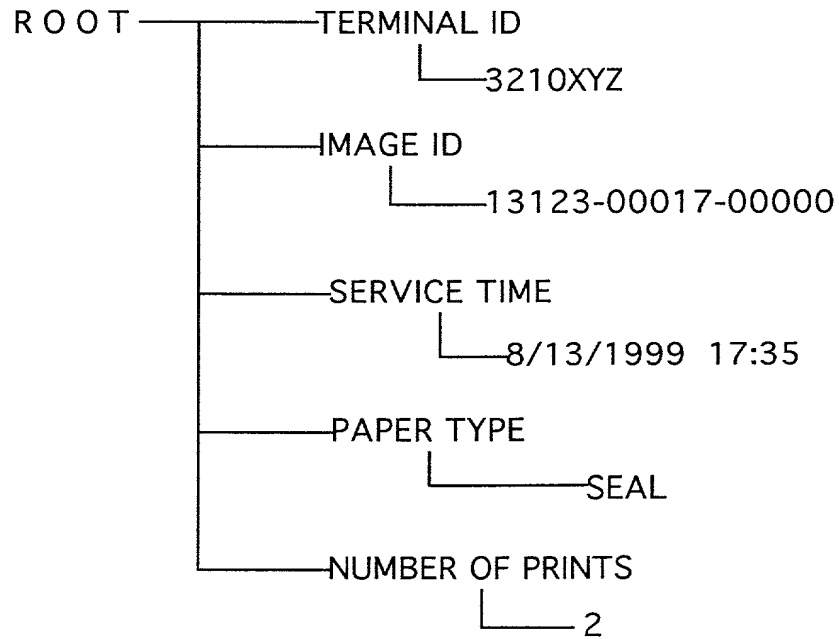 ROOT TERMINAL ID
3210XYZ
IMAGE ID
13123-00017-00000
SERVICE TIME
8/13/1999 17:35
PAPER TYPE
SEAL
NUMBER OF PRINTS
2